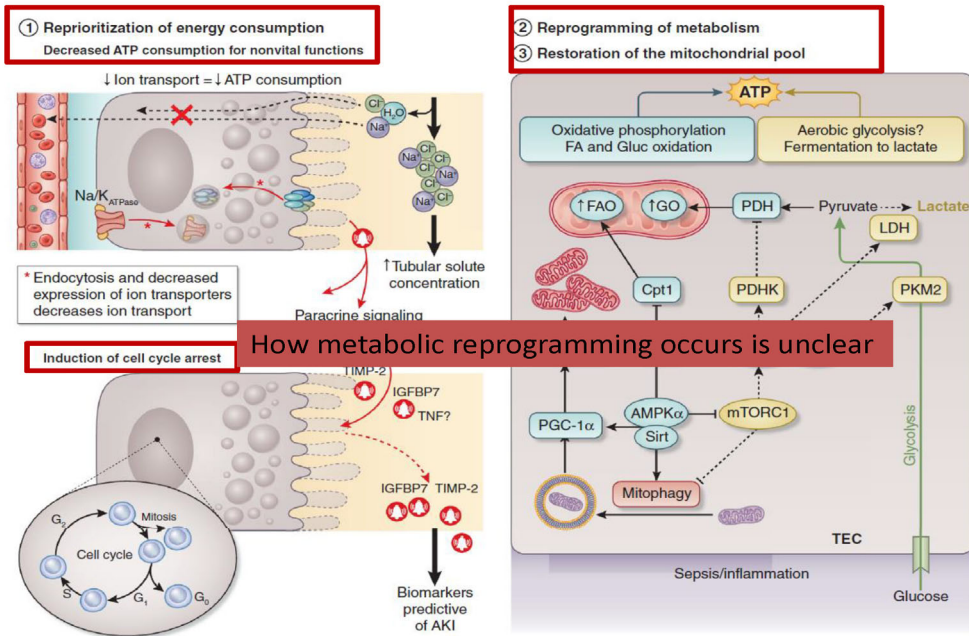 ① Reprioritization of energy consumption
Decreased ATP consumption for nonvital functions
↓ Ion transport = ↓ ATP consumption
Cl⁻
H₂O
Na⁺
Cl⁻
Cl⁻
Na⁺
Cl⁻
Cl⁻
Na⁺
Cl⁻
Na/K ATPase
*
*
↑ Tubular solute
concentration
* Endocytosis and decreased
expression of ion transporters
decreases ion transport
Paracrine signaling
Induction of cell cycle arrest
TIMP-2
IGFBP7
TNF?
IGFBP7 TIMP-2
G₂
Mitosis
Cell cycle
S
G₁
G₀
Biomarkers
predictive
of AKI
How metabolic reprogramming occurs is unclear
② Reprogramming of metabolism
③ Restoration of the mitochondrial pool
ATP
Oxidative phosphorylation
FA and Gluc oxidation
Aerobic glycolysis?
Fermentation to lactate
↑FAO
↑GO
PDH
Pyruvate
Lactate
LDH
Cpt1
PDHK
PKM2
PGC-1α
AMPKα
Sirt
mTORC1
Mitophagy
Glycolysis
TEC
Sepsis/inflammation
Glucose